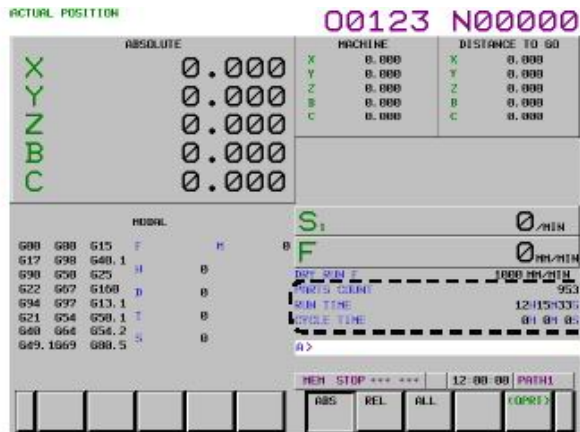 ACTUAL POSITION
O0123 N00000
ABSOLUTE
X 0.000
Y 0.000
Z 0.000
B 0.000
C 0.000
MACHINE
X 0.000
Y 0.000
Z 0.000
B 0.000
C 0.000
DISTANCE TO GO
X 0.000
Y 0.000
Z 0.000
B 0.000
C 0.000
MODAL
G00 G80 G15 F M 0
G17 G98 G40.1
G90 G50 G25 H 0
G22 G67 G160 D 0
G94 G97 G13.1
G21 G54 G50.1 T 0
G40 G64 G54.2 S 0
G49.1 G69 G80.5
S1 0/MIN
F 0MM/MIN
DRY RUN F 1000 MM/MIN
PARTS COUNT 953
RUN TIME 12H15M33S
CYCLE TIME 0H 0M 0S
A>
MEM STOP *** *** 12:00:00 PATH1
ABS REL ALL (OPRT)